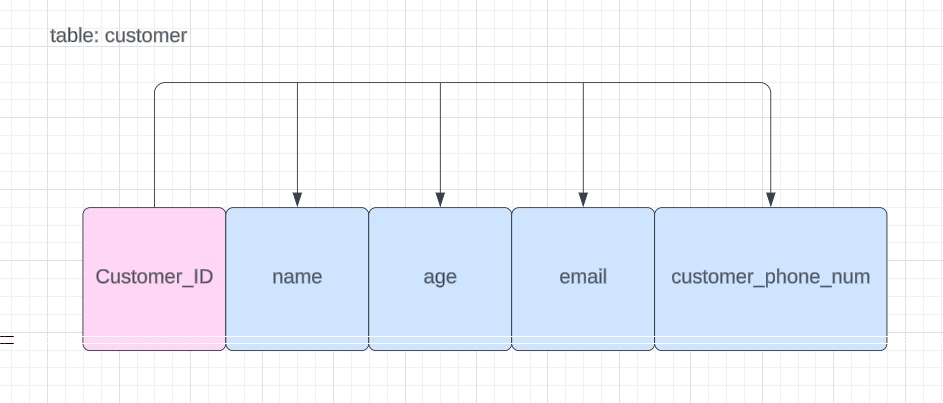 table: customer
Customer_ID name age email customer_phone_num